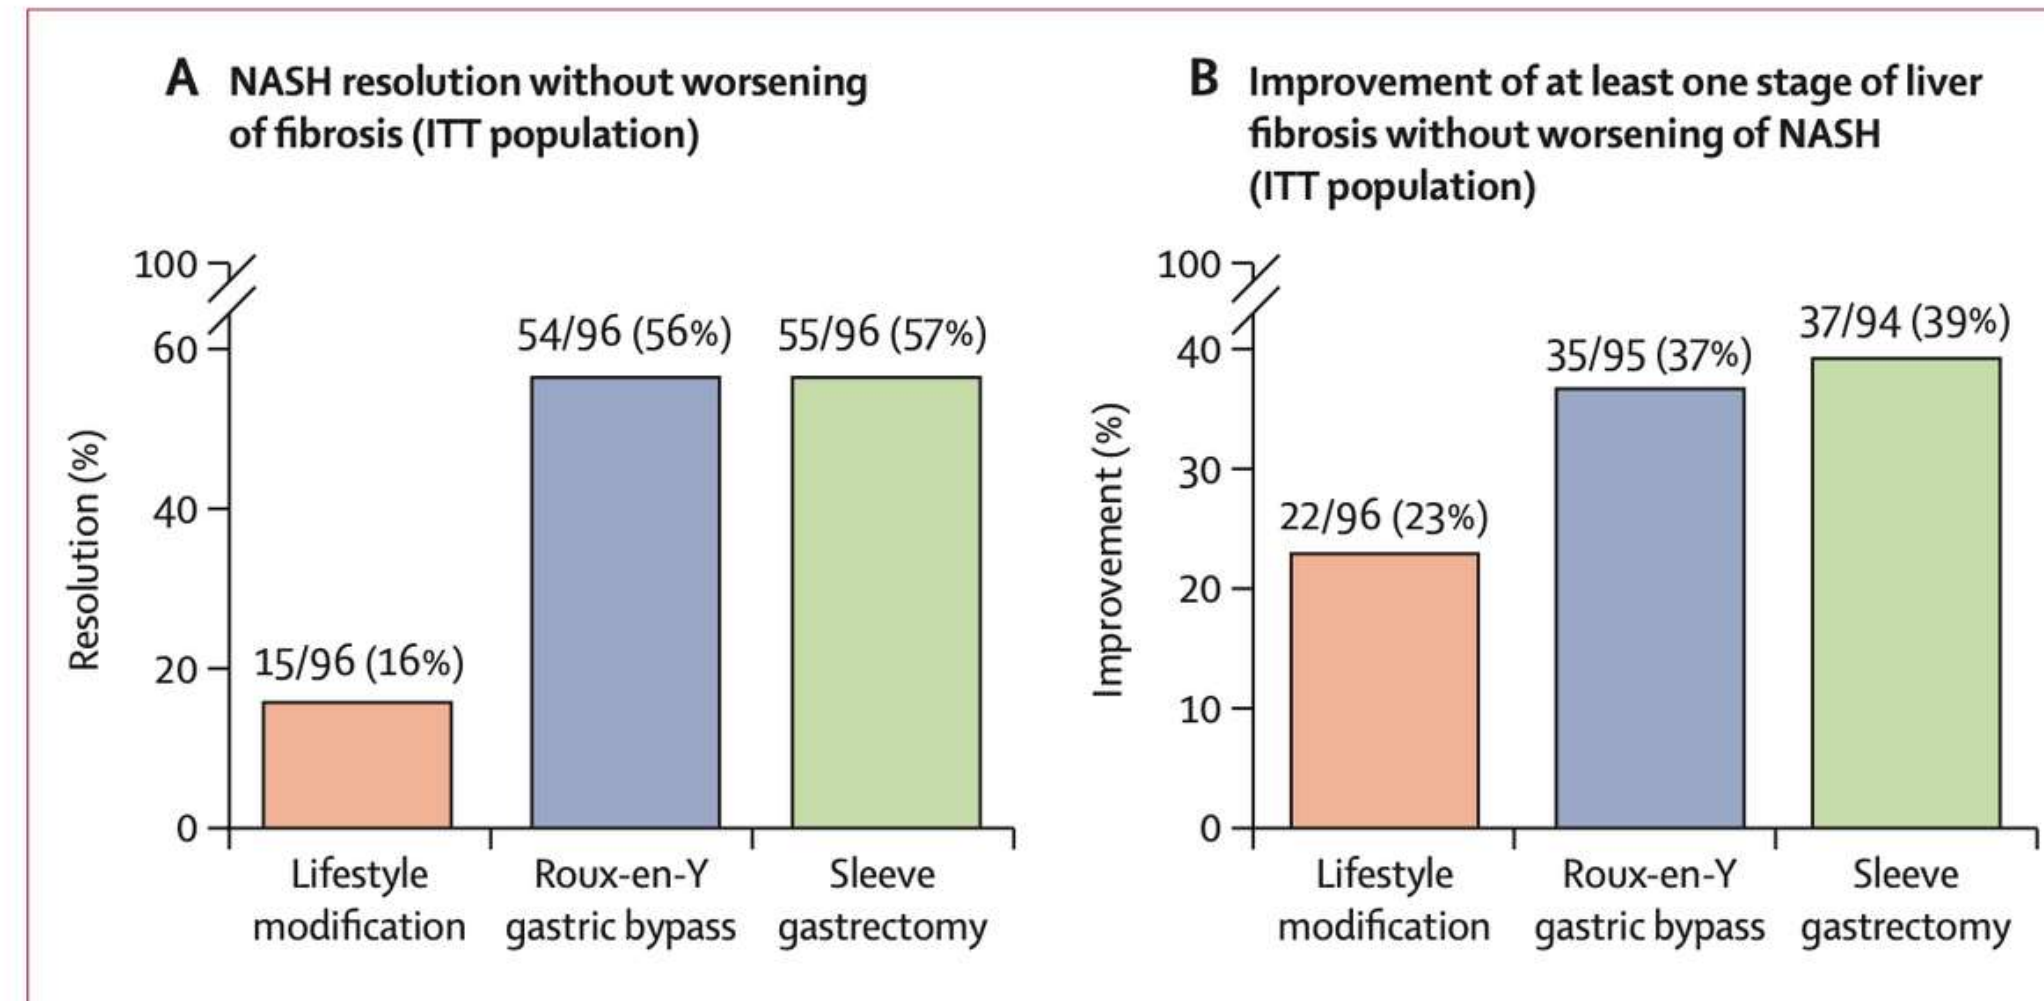 A NASH resolution without worsening
of fibrosis (ITT population)
100
60
40
20
0
Resolution (%)
15/96 (16%)
54/96 (56%)
55/96 (57%)
Lifestyle
modification
Roux-en-Y
gastric bypass
Sleeve
gastrectomy
B Improvement of at least one stage of liver
fibrosis without worsening of NASH
(ITT population)
100
40
30
20
10
0
Improvement (%)
22/96 (23%)
35/95 (37%)
37/94 (39%)
Lifestyle
modification
Roux-en-Y
gastric bypass
Sleeve
gastrectomy